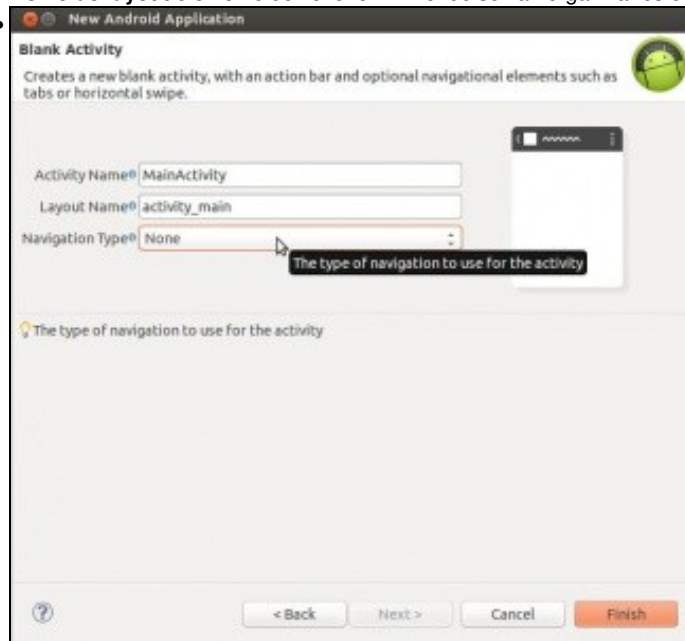 New Android Application
Blank Activity
Creates a new blank activity, with an action bar and optional navigational elements such as
tabs or horizontal swipe.
Activity Name MainActivity
Layout Name activity_main
Navigation Type None
The type of navigation to use for the activity
The type of navigation to use for the activity
?
< Back Next > Cancel Finish